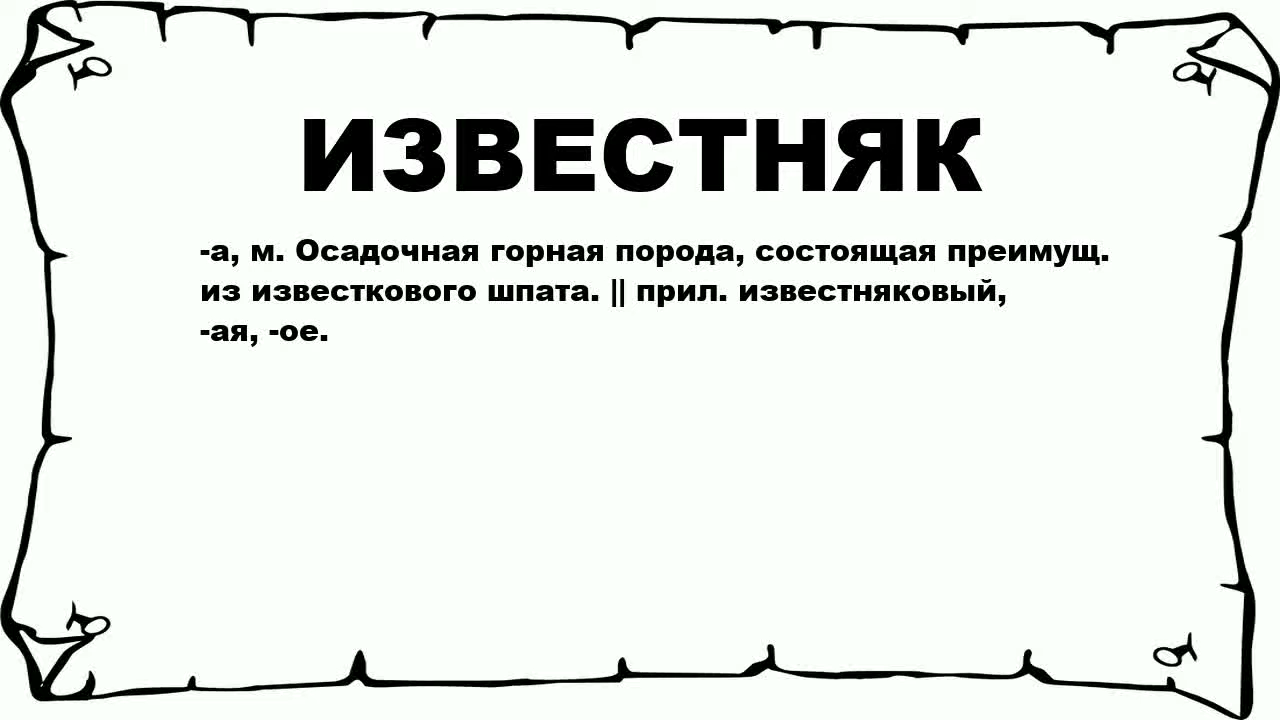 ИЗВЕСТНЯК
-а, м. Осадочная горная порода, состоящая преимущ.
из известкового шпата. || прил. известняковый,
-ая, -ое.